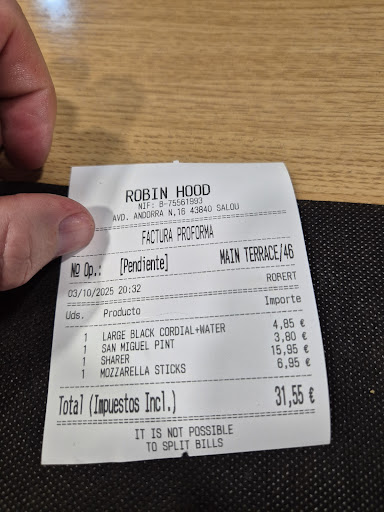 ROBIN HOOD
NIF: B-75561993
AVD. ANDORRA N.16 43840 SALOU
FACTURA PROFORMA
Nº Op.: [Pendiente] MAIN TERRACE/46
03/10/2025 20:32 ROBERT
Uds. Producto Importe
1 LARGE BLACK CORDIAL+WATER 4,85 €
1 SAN MIGUEL PINT 3,80 €
1 SHARER 15,95 €
1 MOZZARELLA STICKS 6,95 €
Total (Impuestos Incl.) 31,55 €
IT IS NOT POSSIBLE
TO SPLIT BILLS